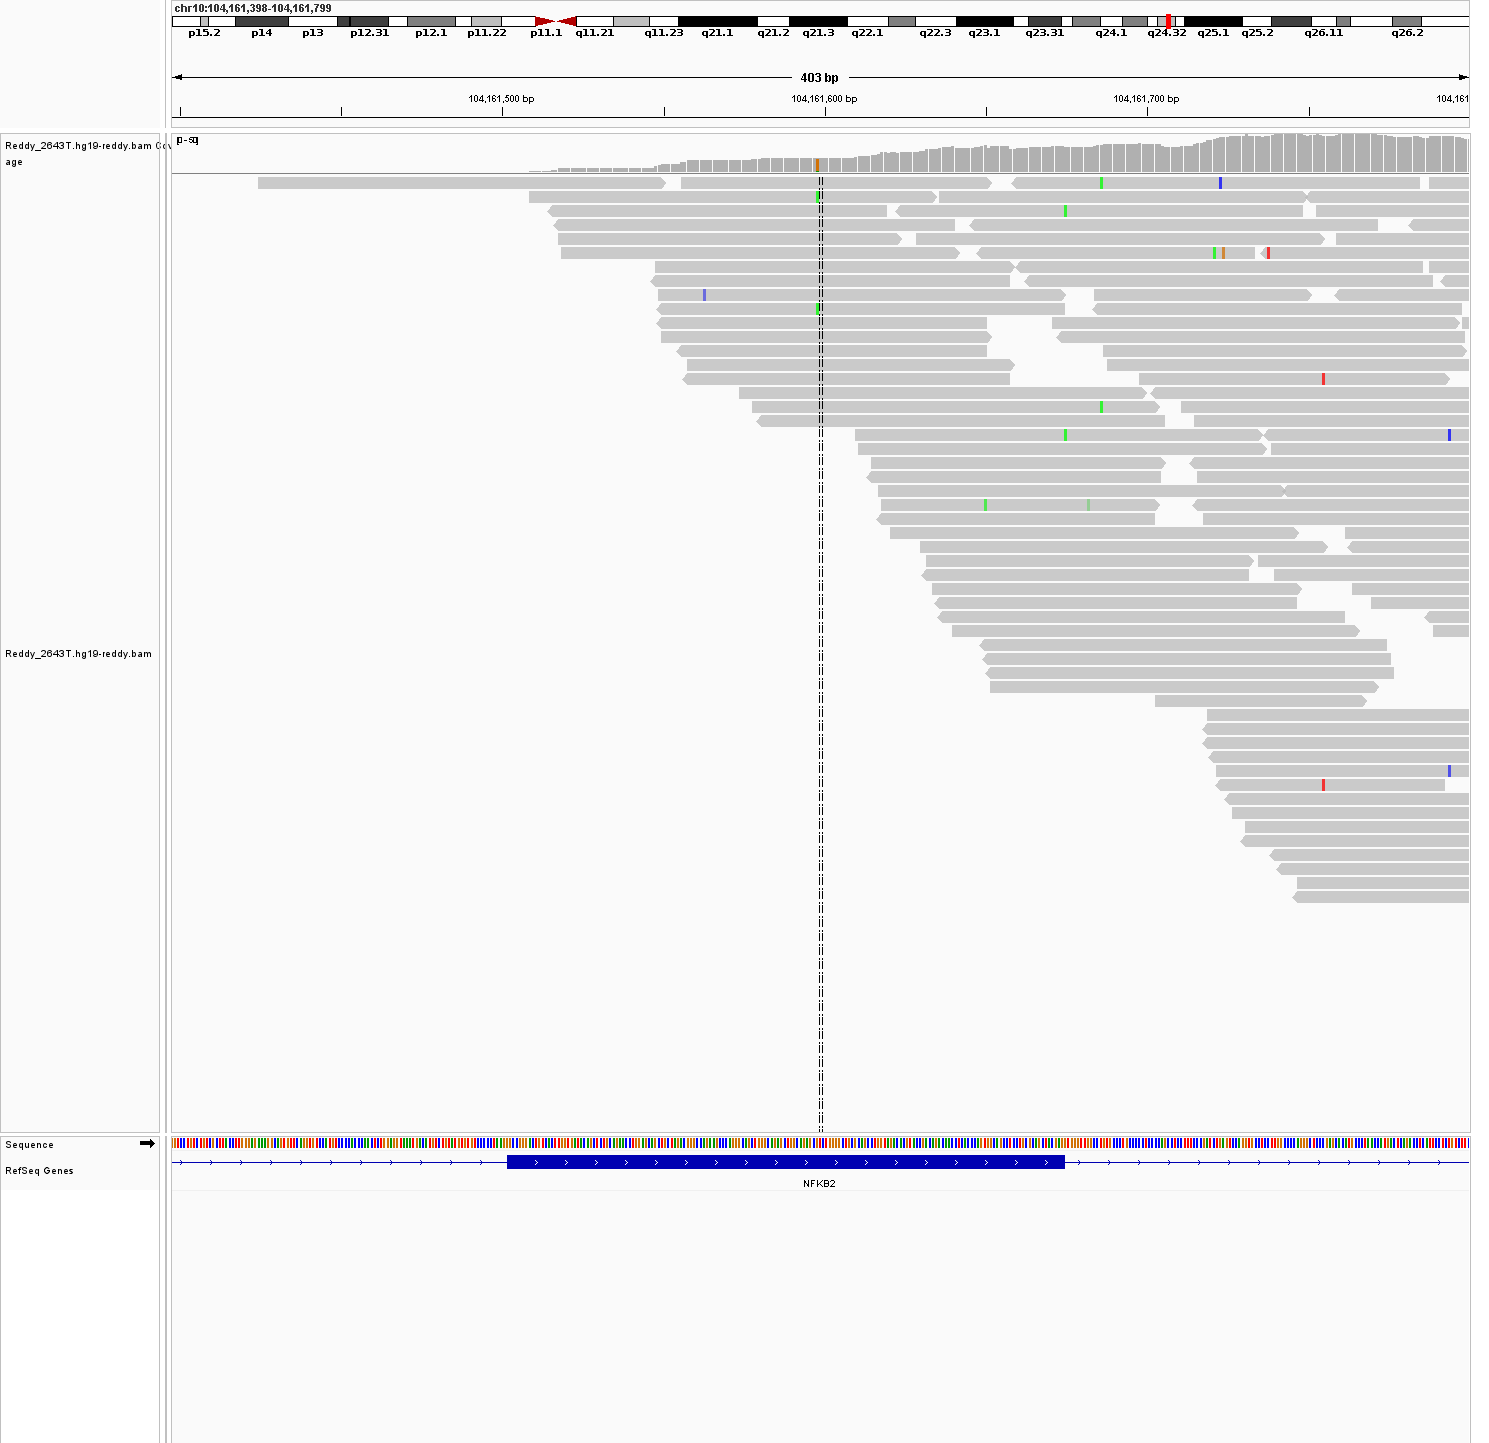 chr10:104,161,398-104,161,799
p15.2 p14 p13 p12.31 p12.1 p11.22 p11.1 q11.21 q11.23 q21.1 q21.2 q21.3 q22.1 q22.3 q23.1 q23.31 q24.1 q24.32 q25.1 q25.2 q26.11 q26.2
403 bp
104,161,500 bp 104,161,600 bp 104,161,700 bp 104,161
Reddy_2643T.hg19-reddy.bam Cov
age
Reddy_2643T.hg19-reddy.bam
Sequence
RefSeq Genes
NFKB2